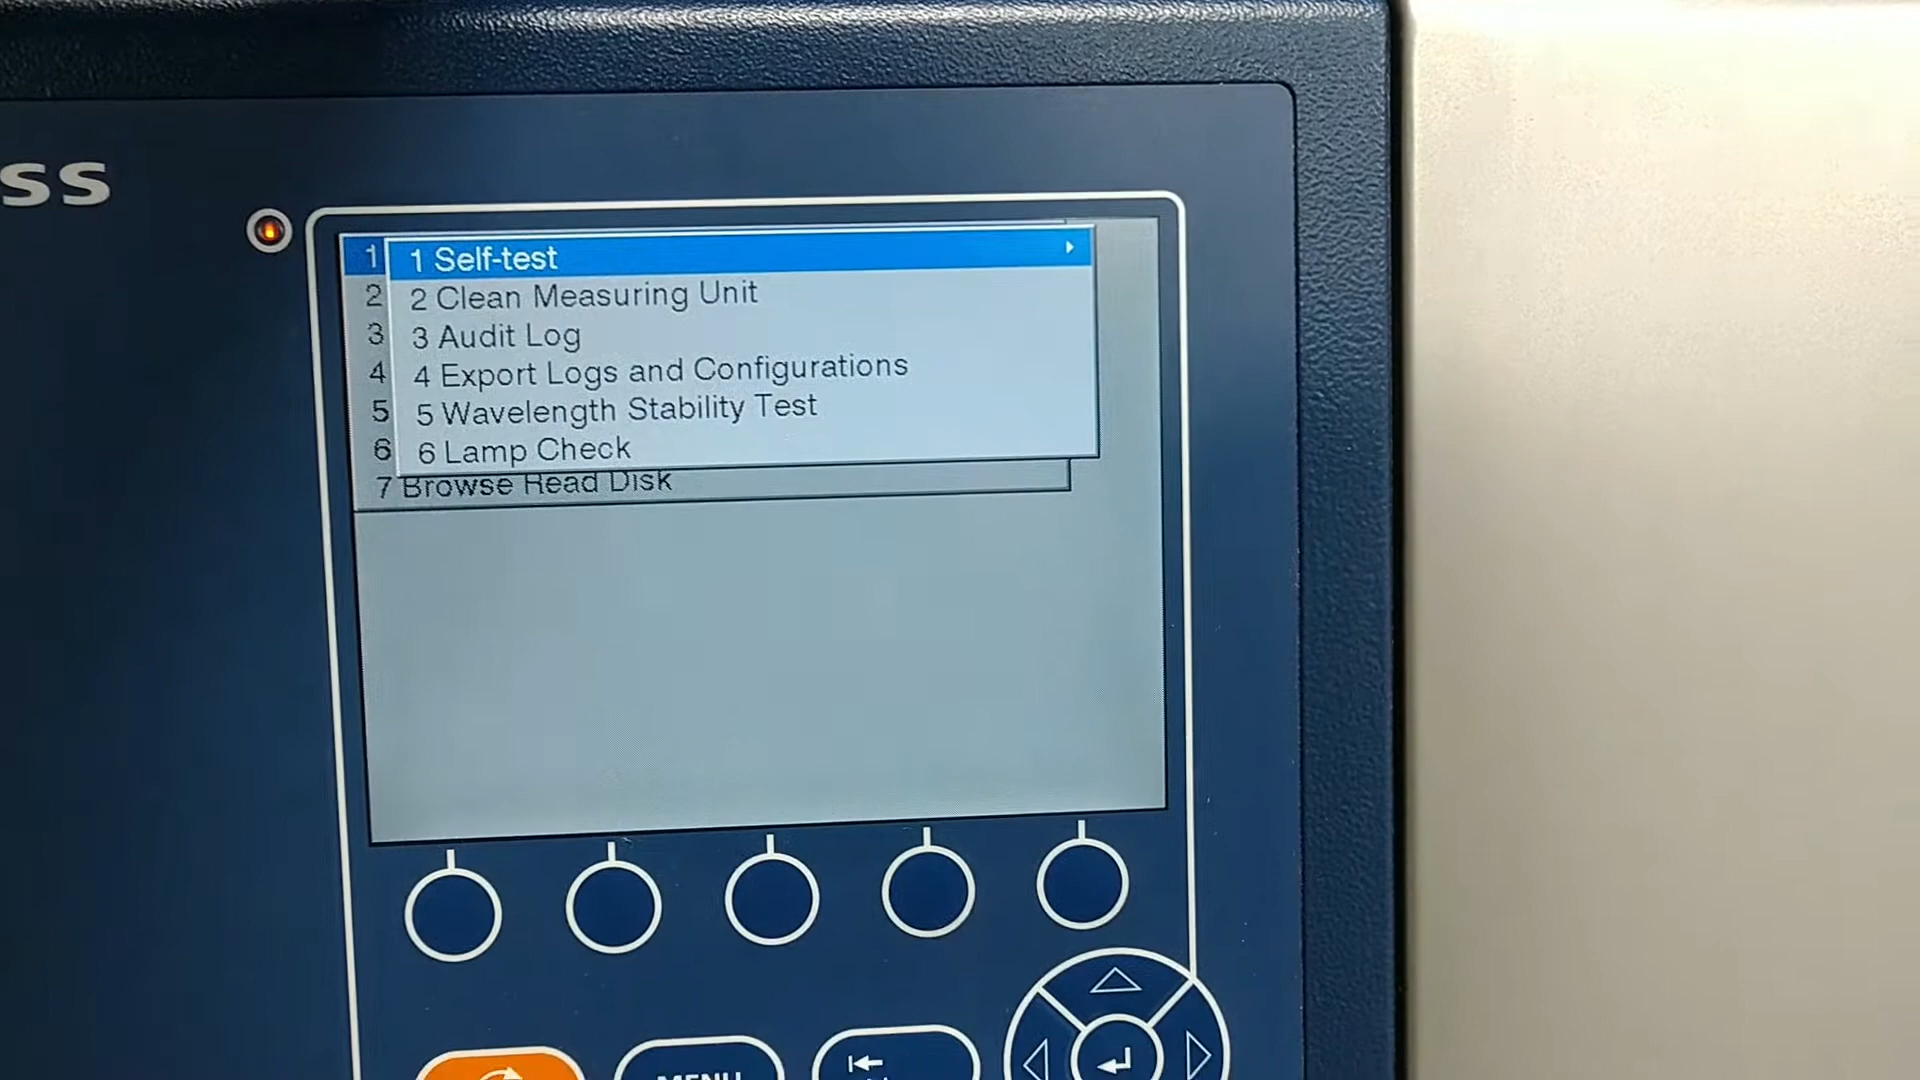 SS
1 1 Self-test
2 2 Clean Measuring Unit
3 3 Audit Log
4 4 Export Logs and Configurations
5 5 Wavelength Stability Test
6 6 Lamp Check
7 Browse Read Disk
MENU